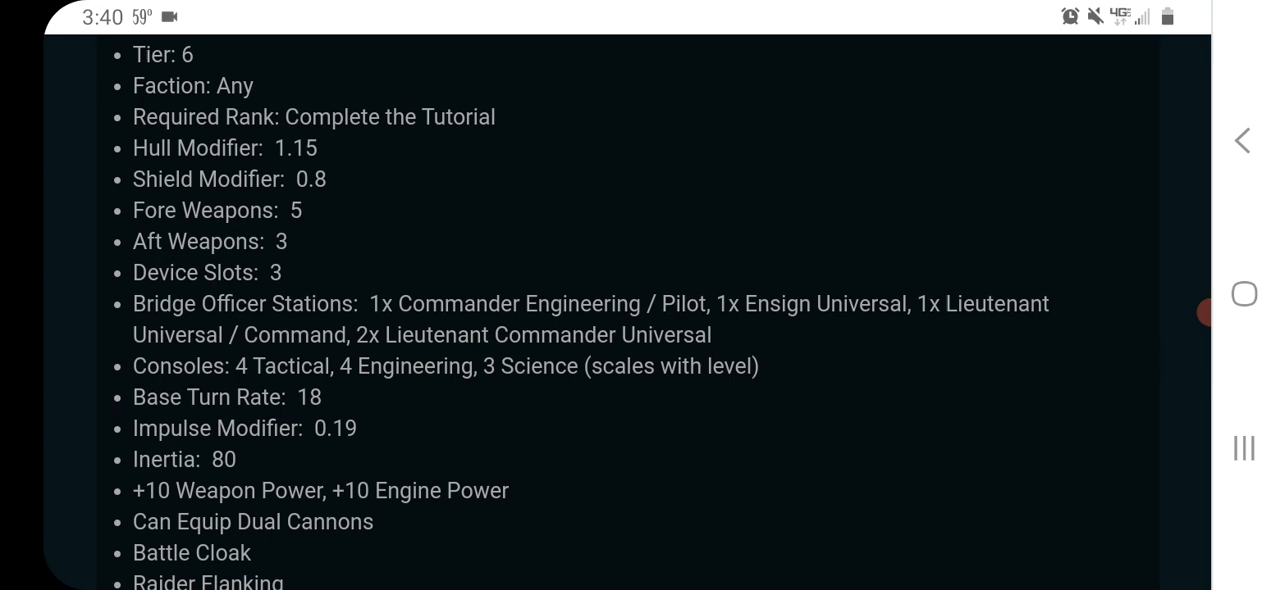 3:40 59° 4G
Tier: 6
Faction: Any
Required Rank: Complete the Tutorial
Hull Modifier: 1.15
Shield Modifier: 0.8
Fore Weapons: 5
Aft Weapons: 3
Device Slots: 3
Bridge Officer Stations: 1x Commander Engineering / Pilot, 1x Ensign Universal, 1x Lieutenant
Universal / Command, 2x Lieutenant Commander Universal
Consoles: 4 Tactical, 4 Engineering, 3 Science (scales with level)
Base Turn Rate: 18
Impulse Modifier: 0.19
Inertia: 80
+10 Weapon Power, +10 Engine Power
Can Equip Dual Cannons
Battle Cloak
Raider Flanking